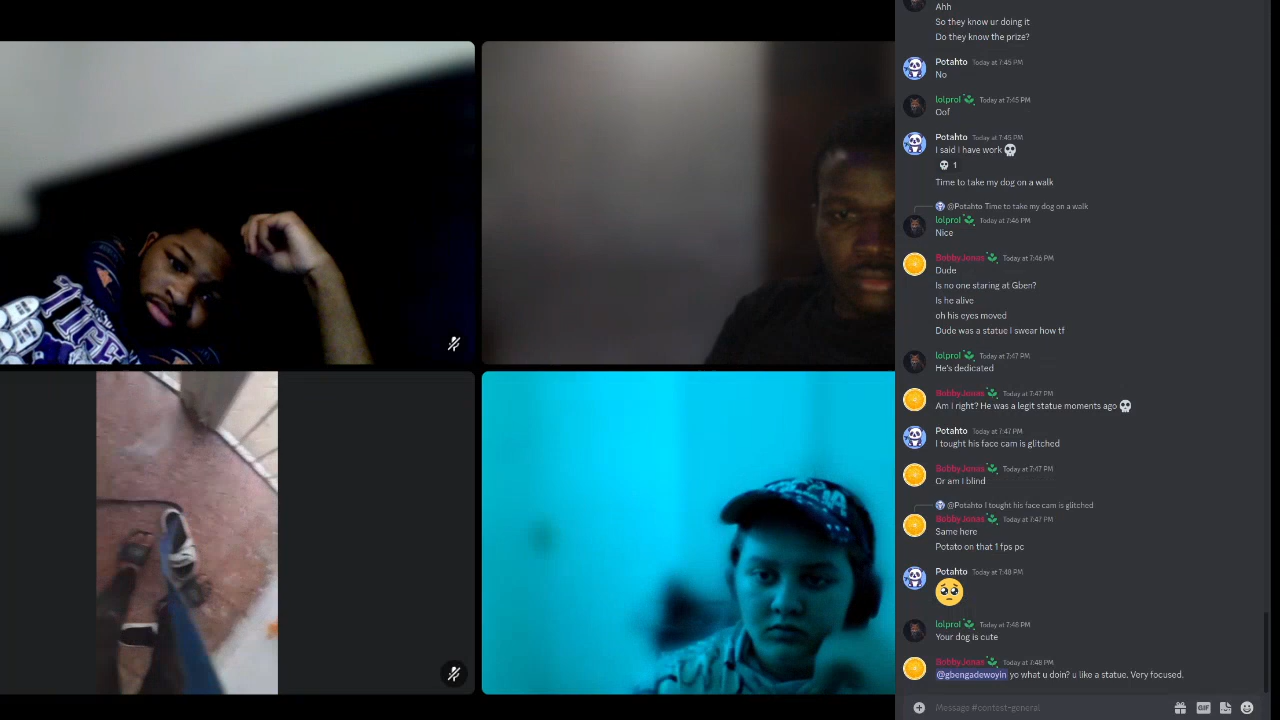 Ahh
So they know ur doing it
Do they know the prize?
Potahto Today at 7:45 PM
No
lolprol Today at 7:45 PM
Oof
Potahto Today at 7:45 PM
I said I have work 💀
💀 1
Time to take my dog on a walk
@Potahto Time to take my dog on a walk
lolprol Today at 7:46 PM
Nice
BobbyJonas Today at 7:46 PM
Dude
Is no one staring at Gben?
Is he alive
oh his eyes moved
Dude was a statue I swear how tf
lolprol Today at 7:47 PM
He's dedicated
BobbyJonas Today at 7:47 PM
Am I right? He was a legit statue moments ago 💀
Potahto Today at 7:47 PM
I tought his face cam is glitched
BobbyJonas Today at 7:47 PM
Or am I blind
@Potahto I tought his face cam is glitched
BobbyJonas Today at 7:47 PM
Same here
Potato on that 1 fps pc
Potahto Today at 7:48 PM
🥺
lolprol Today at 7:48 PM
Your dog is cute
BobbyJonas Today at 7:48 PM
@gbengadewoyin yo what u doin? u like a statue. Very focused.
Message #contest-general
GIF